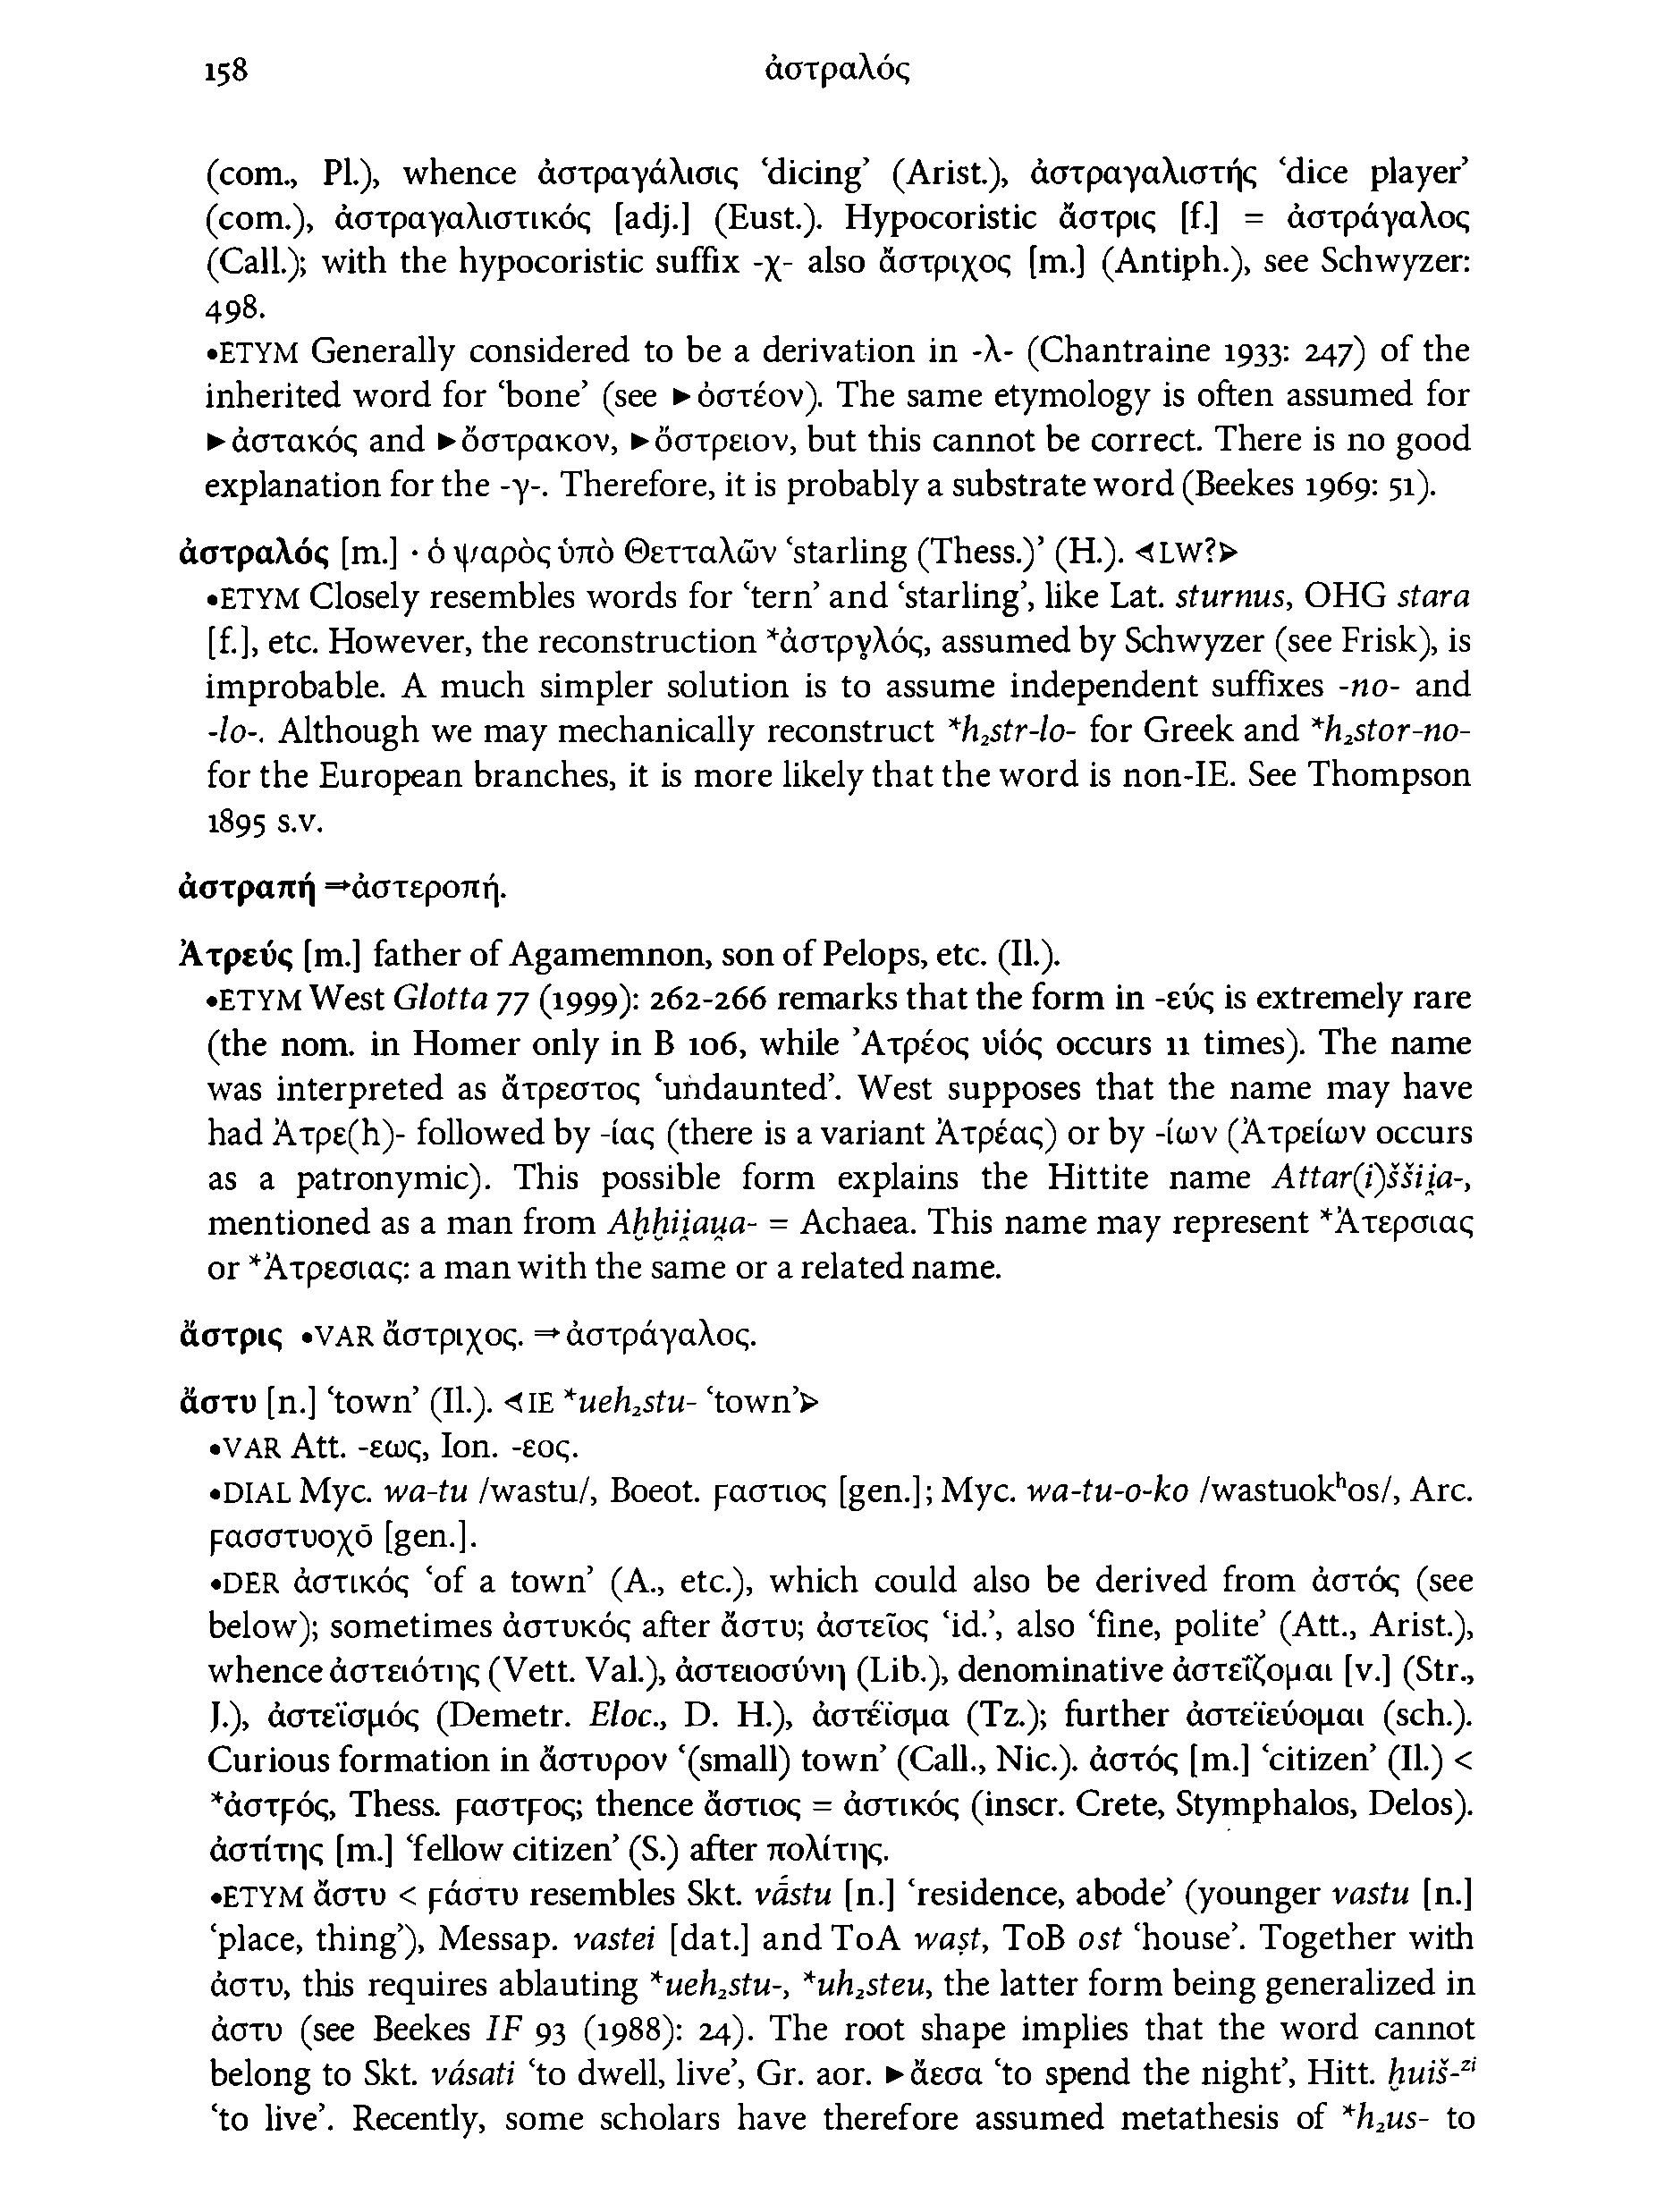 158
ἀστραλός
(com., Pl.), whence ἀστραγάλισις ‘dicing’ (Arist.), ἀστραγαλιστής ‘dice player’
(com.), ἀστραγαλιστικός [adj.] (Eust.). Hypocoristic ἄστρις [f.] = ἀστράγαλος
(Call.); with the hypocoristic suffix -χ- also ἄστριχος [m.] (Antiph.), see Schwyzer:
498.
•ETYM Generally considered to be a derivation in -λ- (Chantraine 1933: 247) of the
inherited word for ‘bone’ (see ►ὀστέον). The same etymology is often assumed for
►ἀστακός and ►ὄστρακον, ►ὄστρειον, but this cannot be correct. There is no good
explanation for the -γ-. Therefore, it is probably a substrate word (Beekes 1969: 51).
ἀστραλός [m.] · ὁ ψαρὸς ὑπὸ Θετταλῶν ‘starling (Thess.)’ (H.). ⊲LW?⊳
•ETYM Closely resembles words for ‘tern’ and ‘starling’, like Lat. sturnus, OHG stara
[f.], etc. However, the reconstruction *ἀστρν̥λός, assumed by Schwyzer (see Frisk), is
improbable. A much simpler solution is to assume independent suffixes -no- and
-lo-. Although we may mechanically reconstruct *h₂str-lo- for Greek and *h₂stor-no-
for the European branches, it is more likely that the word is non-IE. See Thompson
1895 s.v.
ἀστραπή ⇒ἀστεροπή.
Ἀτρεύς [m.] father of Agamemnon, son of Pelops, etc. (Il.).
•ETYM West Glotta 77 (1999): 262-266 remarks that the form in -εύς is extremely rare
(the nom. in Homer only in B 106, while Ἀτρέος υἱός occurs 11 times). The name
was interpreted as ἄτρεστος ‘undaunted’. West supposes that the name may have
had Ἀτρε(h)- followed by -ίας (there is a variant Ἀτρέας) or by -ίων (Ἀτρείων occurs
as a patronymic). This possible form explains the Hittite name Attar(i)šši̯a-,
mentioned as a man from Aḫḫii̯au̯a- = Achaea. This name may represent *Ἀτερσιας
or *Ἀτρεσιας: a man with the same or a related name.
ἄστρις •VAR ἄστριχος. ⇒ἀστράγαλος.
ἄστυ [n.] ‘town’ (Il.). ⊲IE *ueh₂stu- ‘town’⊳
•VAR Att. -εως, Ion. -εος.
•DIAL Myc. wa-tu /wastu/, Boeot. ϝαστιος [gen.]; Myc. wa-tu-o-ko /wastuokʰos/, Arc.
ϝασστυοχō [gen.].
•DER ἀστικός ‘of a town’ (A., etc.), which could also be derived from ἀστός (see
below); sometimes ἀστυκός after ἄστυ; ἀστεῖος ‘id.’, also ‘fine, polite’ (Att., Arist.),
whence ἀστειότης (Vett. Val.), ἀστειοσύνη (Lib.), denominative ἀστεΐζομαι [v.] (Str.,
J.), ἀστεϊσμός (Demetr. Eloc., D. H.), ἀστέϊσμα (Tz.); further ἀστεϊεύομαι (sch.).
Curious formation in ἄστυρον ‘(small) town’ (Call., Nic.). ἀστός [m.] ‘citizen’ (Il.) <
*ἀστϝός, Thess. ϝαστϝος; thence ἄστιος = ἀστικός (inscr. Crete, Stymphalos, Delos).
ἀστίτης [m.] ‘fellow citizen’ (S.) after πολίτης.
•ETYM ἄστυ < ϝάστυ resembles Skt. vā́stu [n.] ‘residence, abode’ (younger vastu [n.]
‘place, thing’), Messap. vastei [dat.] and ToA waṣt, ToB ost ‘house’. Together with
ἀστυ, this requires ablauting *ueh₂stu-, *uh₂steu, the latter form being generalized in
ἀστυ (see Beekes IF 93 (1988): 24). The root shape implies that the word cannot
belong to Skt. vásati ‘to dwell, live’, Gr. aor. ►ἄεσα ‘to spend the night’, Hitt. ḫuiš-ᶻⁱ
‘to live’. Recently, some scholars have therefore assumed metathesis of *h₂us- to